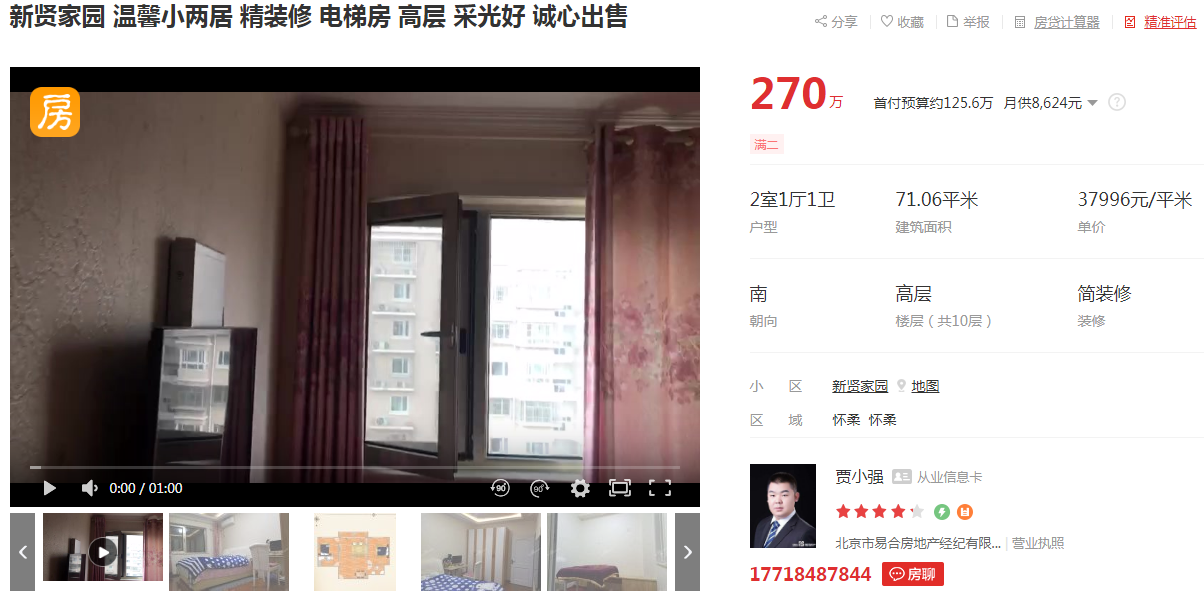 新贤家园 温馨小两居 精装修 电梯房 高层 采光好 诚心出售
分享 收藏 举报 房贷计算器 精准评估
房
270万 首付预算约125.6万 月供8,624元 ?
满二
2室1厅1卫 71.06平米 37996元/平米
户型 建筑面积 单价
南 高层 简装修
朝向 楼层(共10层) 装修
小 区 新贤家园 地图
区 域 怀柔 怀柔
贾小强 从业信息卡
0:00 / 01:00 90 90
北京市易合房地产经纪有限... 营业执照
17718487844 房聊